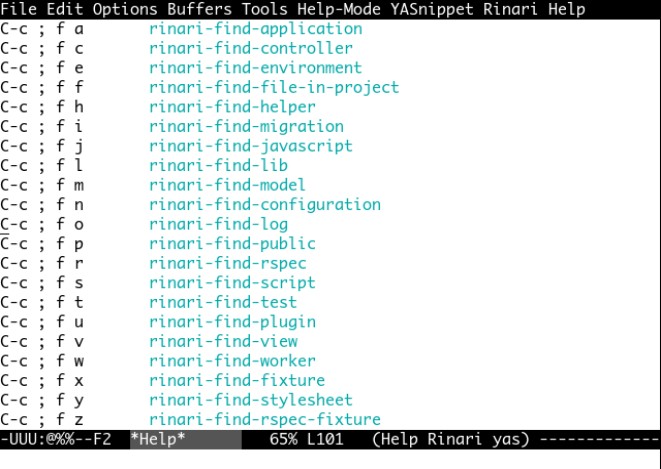 File Edit Options Buffers Tools Help-Mode YASnippet Rinari Help
C-c ; f a rinari-find-application
C-c ; f c rinari-find-controller
C-c ; f e rinari-find-environment
C-c ; f f rinari-find-file-in-project
C-c ; f h rinari-find-helper
C-c ; f i rinari-find-migration
C-c ; f j rinari-find-javascript
C-c ; f l rinari-find-lib
C-c ; f m rinari-find-model
C-c ; f n rinari-find-configuration
C-c ; f o rinari-find-log
C-c ; f p rinari-find-public
C-c ; f r rinari-find-rspec
C-c ; f s rinari-find-script
C-c ; f t rinari-find-test
C-c ; f u rinari-find-plugin
C-c ; f v rinari-find-view
C-c ; f w rinari-find-worker
C-c ; f x rinari-find-fixture
C-c ; f y rinari-find-stylesheet
C-c ; f z rinari-find-rspec-fixture
-UUU:@%%--F2 *Help* 65% L101 (Help Rinari yas) -------------